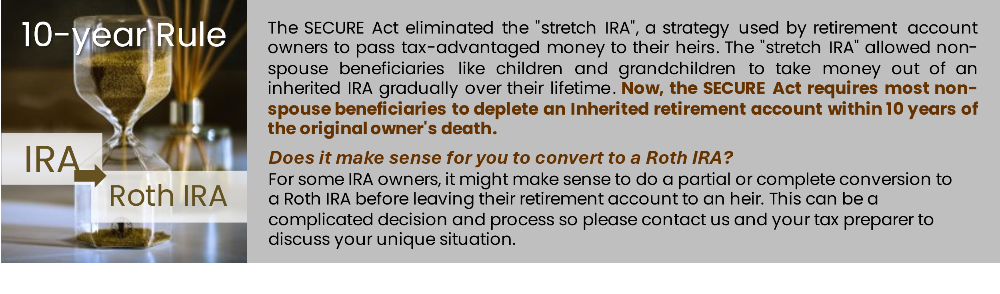 10-year Rule
IRA
Roth IRA
The SECURE Act eliminated the "stretch IRA", a strategy used by retirement account
owners to pass tax-advantaged money to their heirs. The "stretch IRA" allowed non-
spouse beneficiaries like children and grandchildren to take money out of an
inherited IRA gradually over their lifetime. Now, the SECURE Act requires most non-
spouse beneficiaries to deplete an Inherited retirement account within 10 years of
the original owner's death.
Does it make sense for you to convert to a Roth IRA?
For some IRA owners, it might make sense to do a partial or complete conversion to
a Roth IRA before leaving their retirement account to an heir. This can be a
complicated decision and process so please contact us and your tax preparer to
discuss your unique situation.